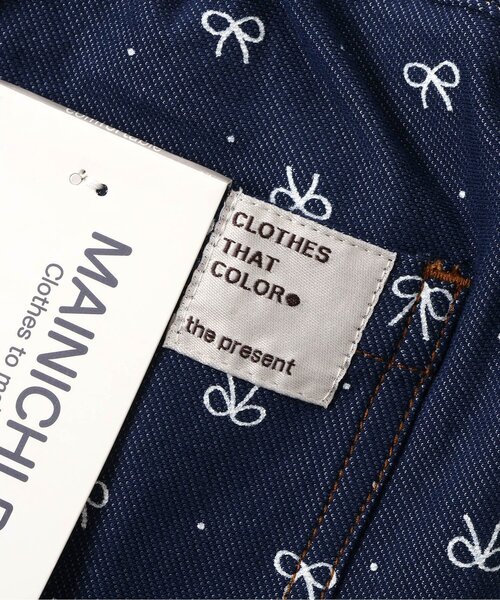 MAINICHI
Clothes to
CLOTHES
THAT
COLOR
the present